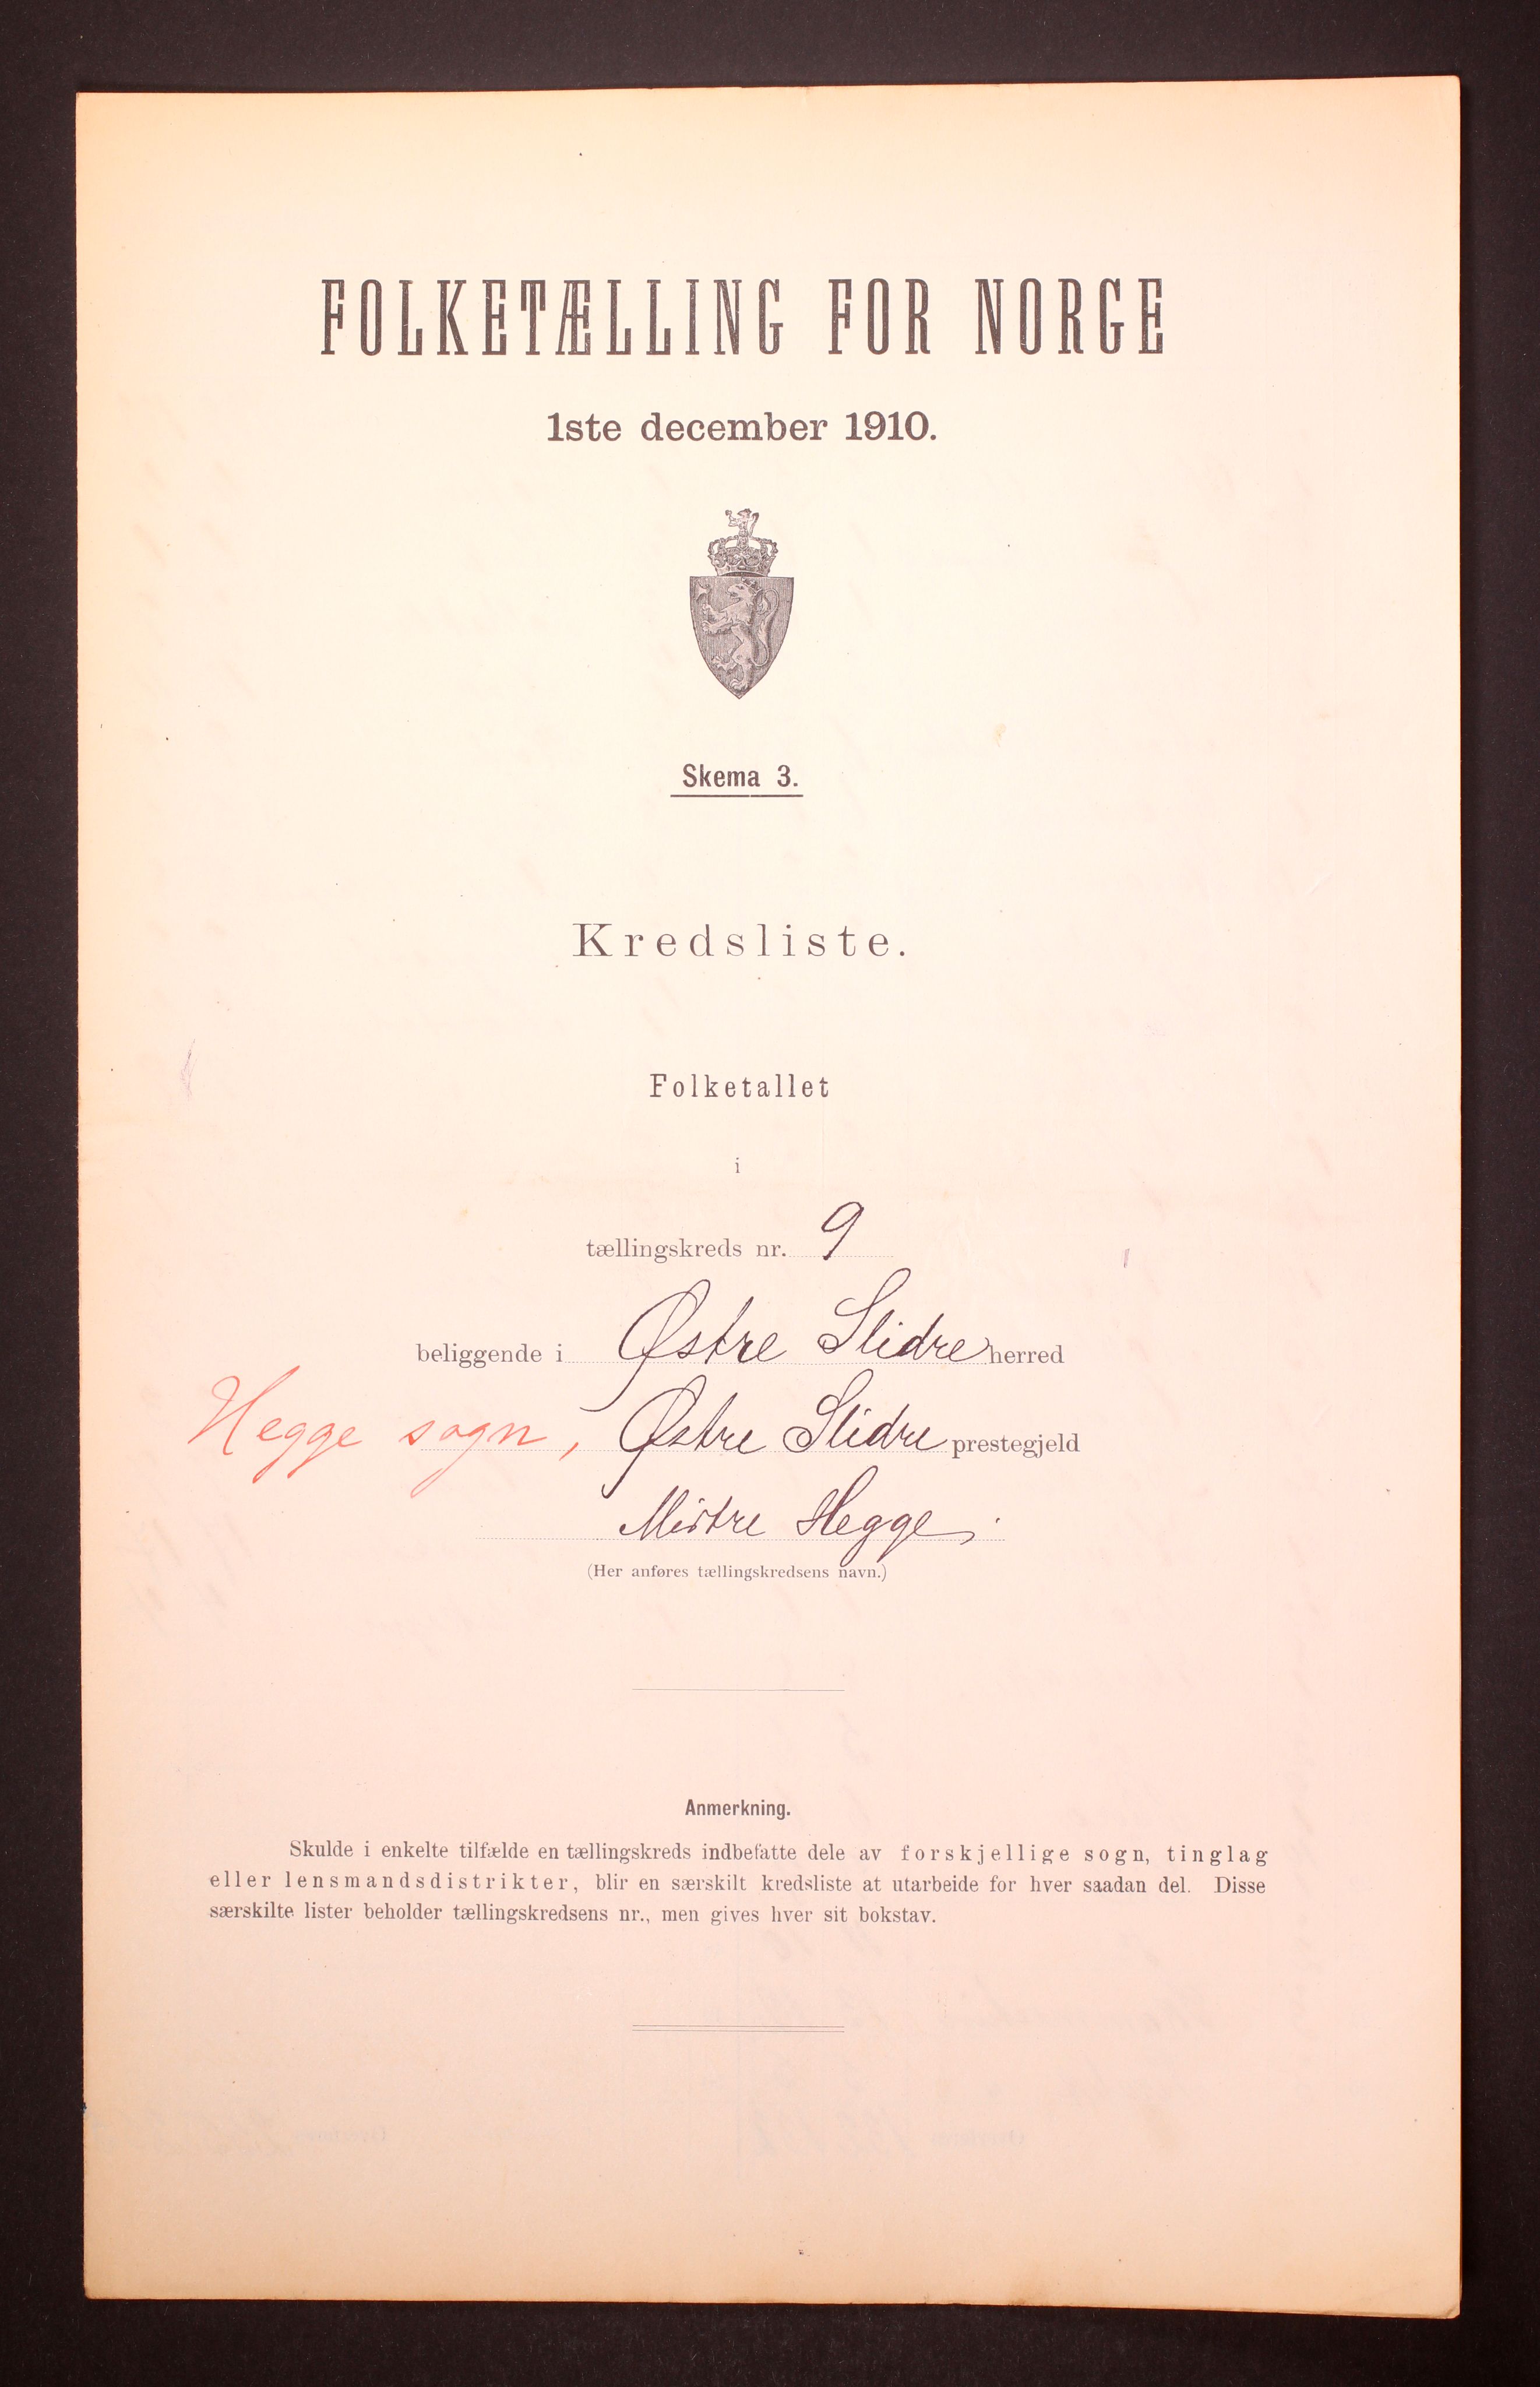 FOLKETÆLLING FOR NORGE
1ste december 1910.
Skema 3.
Kredsliste.
Folketallet
i
tællingskreds nr. 9
beliggende i Østre Slidre herred
Hegge sogn, Østre Slidre prestegjeld
Mistre Hegge.
(Her anføres tællingskredsens navn.)
Anmerkning.
Skulde i enkelte tilfælde en tællingskreds indbefatte dele av forskjellige sogn, tinglag
eller lensmandsdistrikter, blir en særskilt kredsliste at utarbeide for hver saadan del. Disse
særskilte lister beholder tællingskredsens nr., men gives hver sit bokstav.